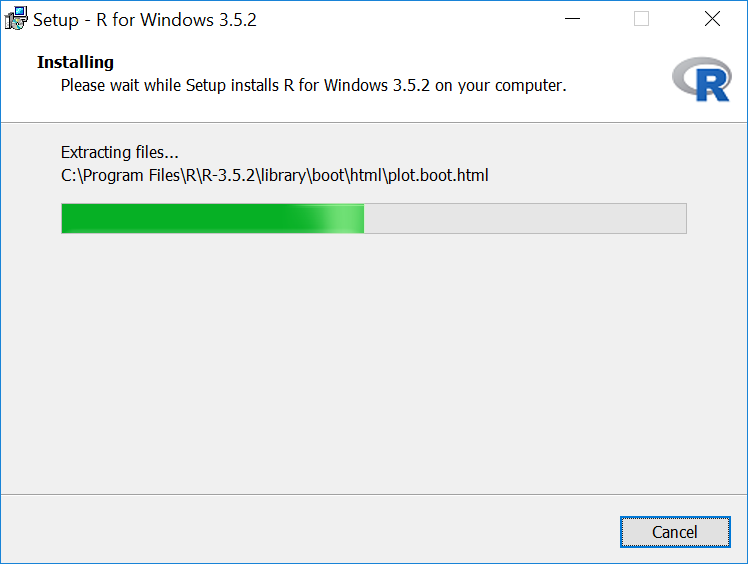 Setup - R for Windows 3.5.2
Installing
Please wait while Setup installs R for Windows 3.5.2 on your computer.
R
Extracting files...
C:\Program Files\R\R-3.5.2\library\boot\html\plot.boot.html
Cancel